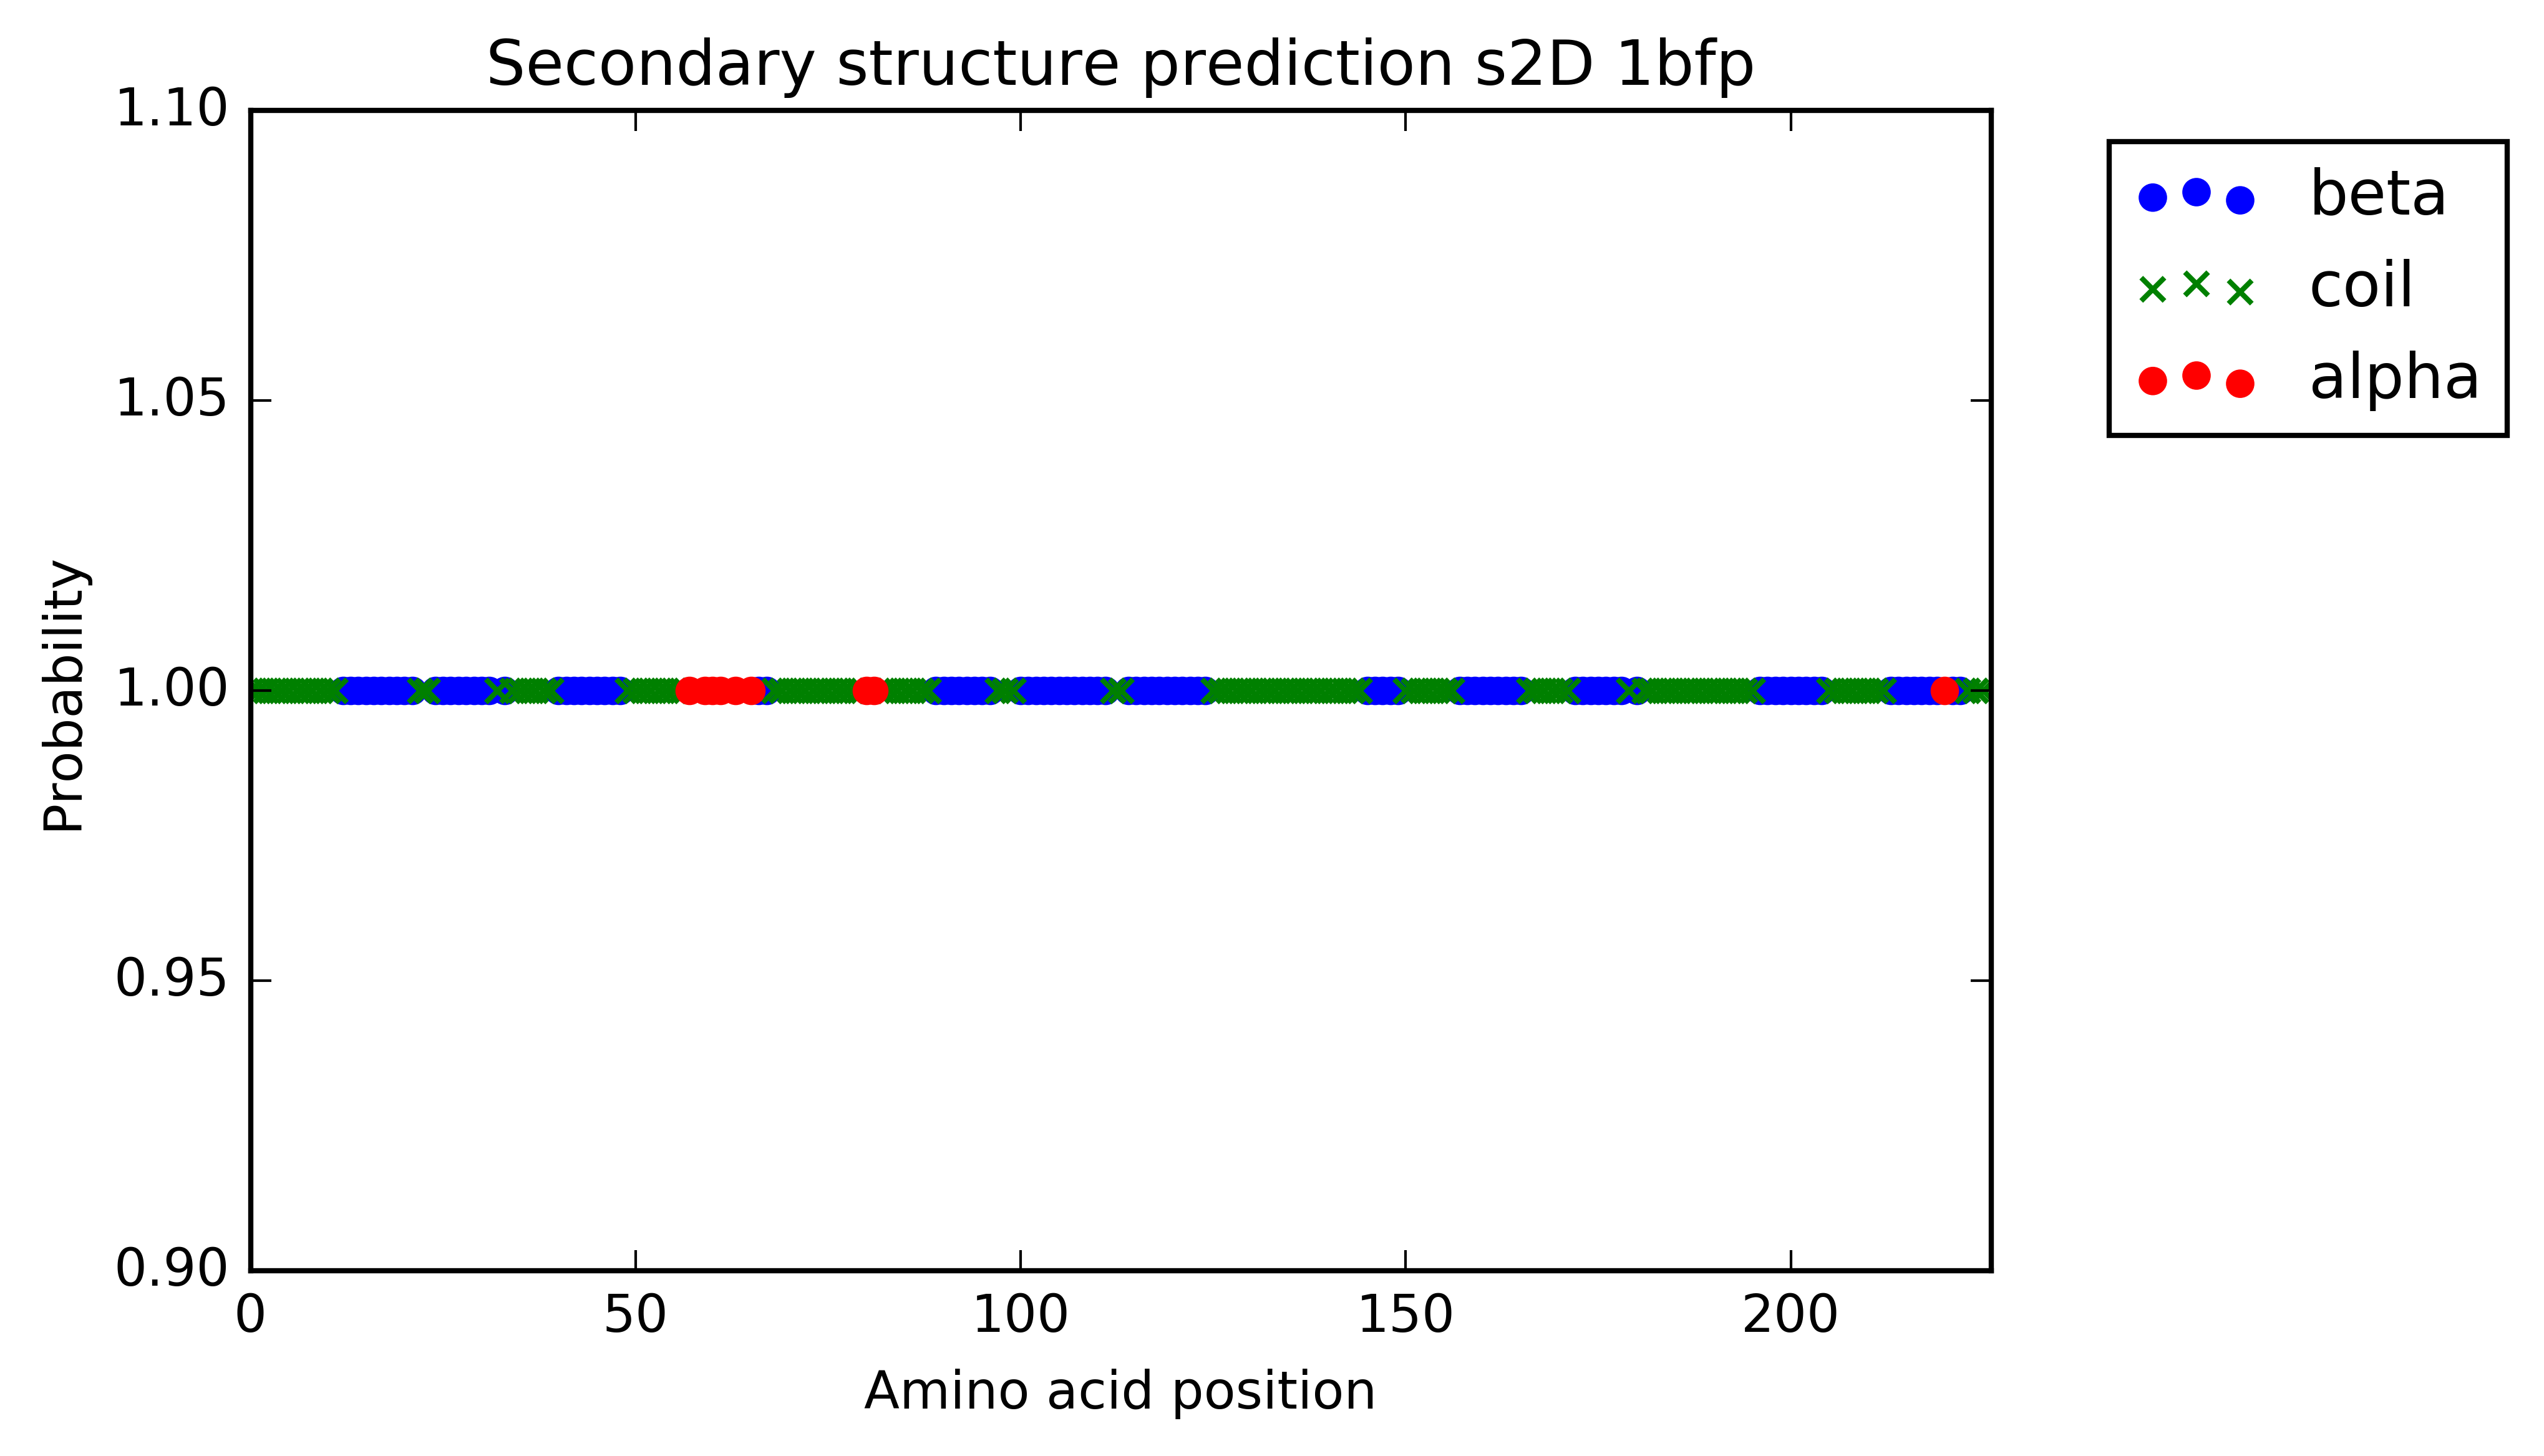 Secondary structure prediction s2D 1bfp
1.10
1.05
1.00
0.95
0.90
Probability
0 50 100 150 200
Amino acid position
beta
coil
alpha